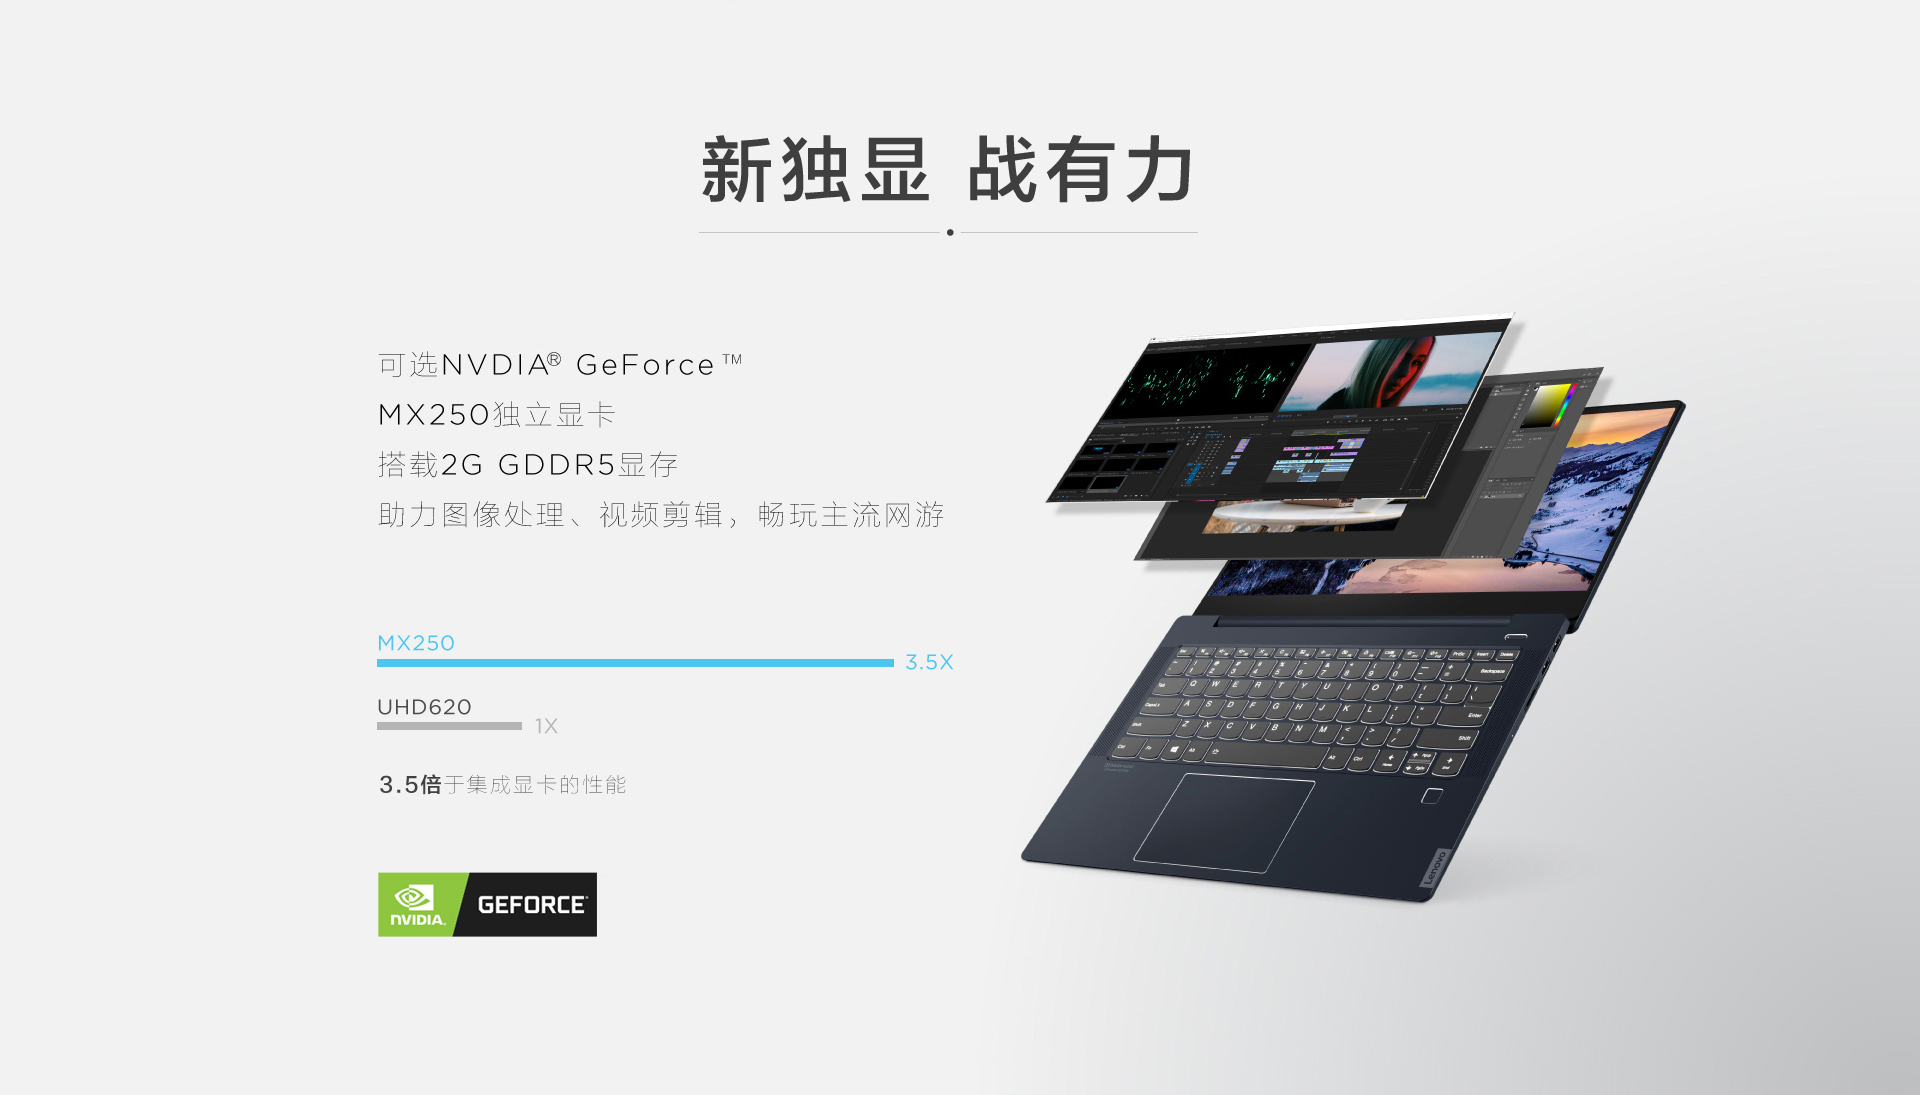 新独显 战有力
可选NVDIA® GeForce™
MX250独立显卡
搭载2G GDDR5显存
助力图像处理、视频剪辑，畅玩主流网游
MX250
3.5X
UHD620
1X
3.5倍于集成显卡的性能
NVIDIA.
GEFORCE
Lenovo